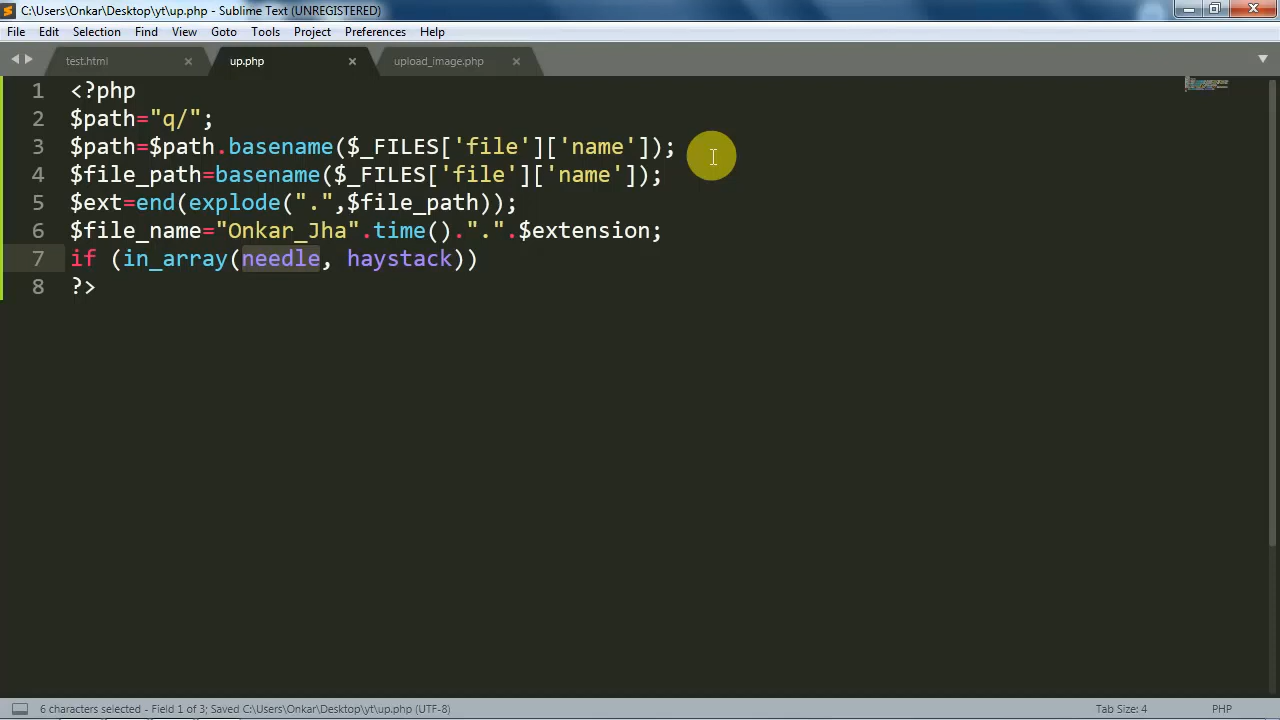 C:\Users\Onkar\Desktop\yt\up.php - Sublime Text (UNREGISTERED)
File Edit Selection Find View Goto Tools Project Preferences Help
test.html up.php upload_image.php
1 <?php
2 $path="q/";
3 $path=$path.basename($_FILES['file']['name']);
4 $file_path=basename($_FILES['file']['name']);
5 $ext=end(explode(".",$file_path));
6 $file_name="Onkar_Jha".time().".".$extension;
7 if (in_array(needle, haystack))
8 ?>
6 characters selected - Field 1 of 3; Saved C:\Users\Onkar\Desktop\yt\up.php (UTF-8) Tab Size: 4 PHP